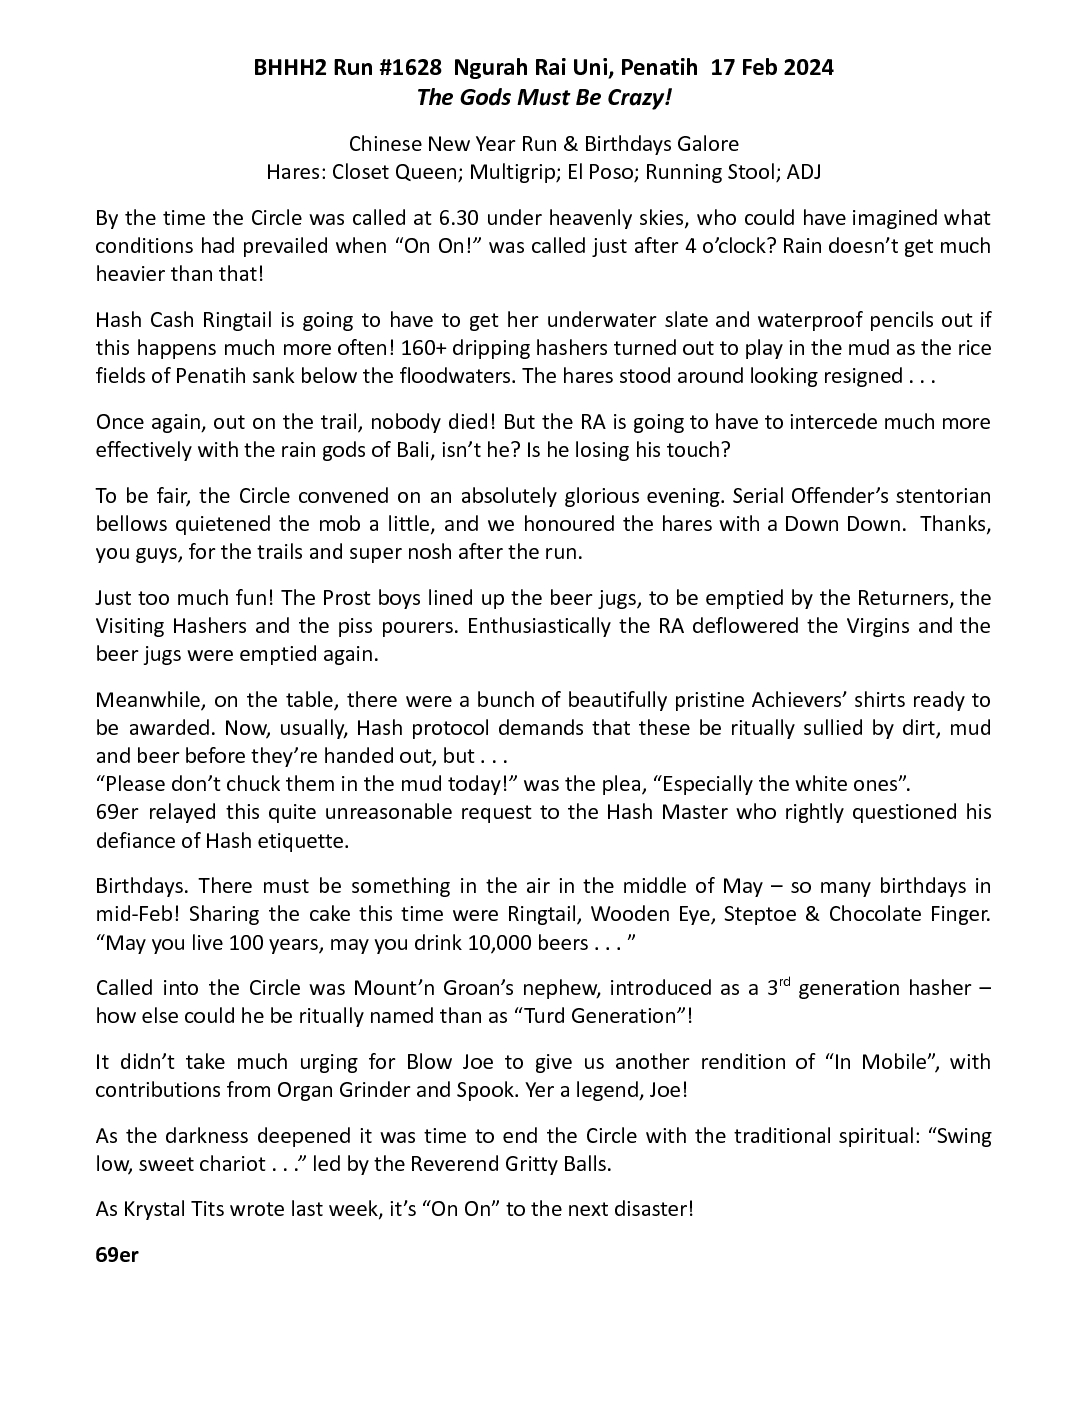 BHHH2 Run #1628  Ngurah Rai Uni, Penatih  17 Feb 2024
The Gods Must Be Crazy!
Chinese New Year Run & Birthdays Galore
Hares: Closet Queen; Multigrip; El Poso; Running Stool; ADJ
By the time the Circle was called at 6.30 under heavenly skies, who could have imagined what
conditions had prevailed when “On On!” was called just after 4 o’clock? Rain doesn’t get much
heavier than that!
Hash Cash Ringtail is going to have to get her underwater slate and waterproof pencils out if
this happens much more often! 160+ dripping hashers turned out to play in the mud as the rice
fields of Penatih sank below the floodwaters. The hares stood around looking resigned . . .
Once again, out on the trail, nobody died! But the RA is going to have to intercede much more
effectively with the rain gods of Bali, isn’t he? Is he losing his touch?
To be fair, the Circle convened on an absolutely glorious evening. Serial Offender’s stentorian
bellows quietened the mob a little, and we honoured the hares with a Down Down.  Thanks,
you guys, for the trails and super nosh after the run.
Just too much fun! The Prost boys lined up the beer jugs, to be emptied by the Returners, the
Visiting Hashers and the piss pourers. Enthusiastically the RA deflowered the Virgins and the
beer jugs were emptied again.
Meanwhile, on the table, there were a bunch of beautifully pristine Achievers’ shirts ready to
be awarded. Now, usually, Hash protocol demands that these be ritually sullied by dirt, mud
and beer before they’re handed out, but . . .
“Please don’t chuck them in the mud today!” was the plea, “Especially the white ones”.
69er relayed this quite unreasonable request to the Hash Master who rightly questioned his
defiance of Hash etiquette.
Birthdays. There must be something in the air in the middle of May – so many birthdays in
mid-Feb! Sharing the cake this time were Ringtail, Wooden Eye, Steptoe & Chocolate Finger.
“May you live 100 years, may you drink 10,000 beers . . . ”
Called into the Circle was Mount’n Groan’s nephew, introduced as a 3rd generation hasher –
how else could he be ritually named than as “Turd Generation”!
It didn’t take much urging for Blow Joe to give us another rendition of “In Mobile”, with
contributions from Organ Grinder and Spook. Yer a legend, Joe!
As the darkness deepened it was time to end the Circle with the traditional spiritual: “Swing
low, sweet chariot . . .” led by the Reverend Gritty Balls.
As Krystal Tits wrote last week, it’s “On On” to the next disaster!
69er